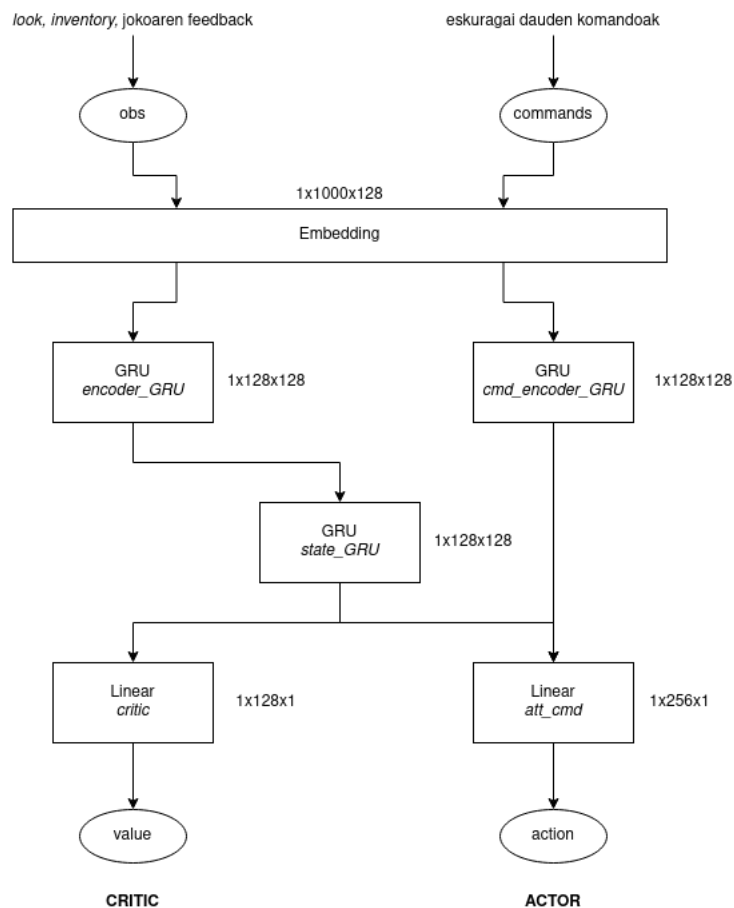 look, inventory, jokoaren feedback
eskuragai dauden komandoak
obs
commands
1x1000x128
Embedding
GRU
encoder_GRU
1x128x128
GRU
cmd_encoder_GRU
1x128x128
GRU
state_GRU
1x128x128
Linear
critic
1x128x1
Linear
att_cmd
1x256x1
value
action
CRITIC
ACTOR